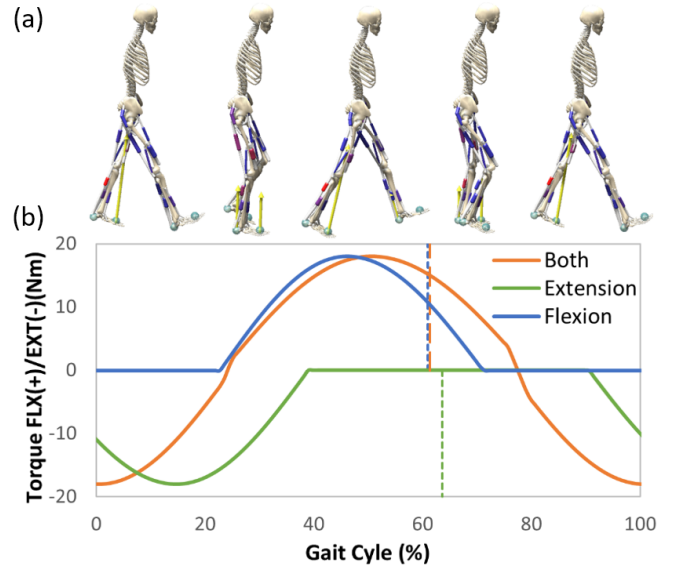 (a)
(b)
Torque FLX(+)/EXT(-)(Nm)
20
10
0
-10
-20
Both
Extension
Flexion
0 20 40 60 80 100
Gait Cyle (%)